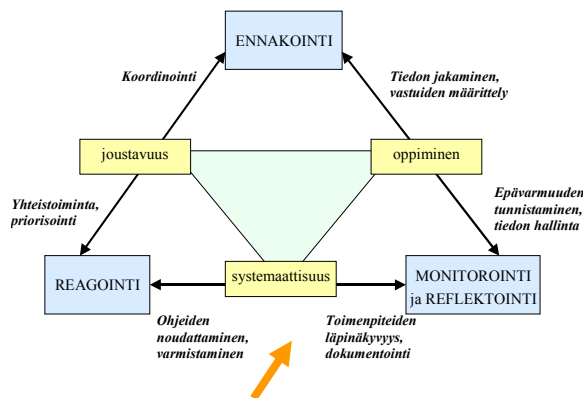 ENNAKOINTI
Koordinointi
Tiedon jakaminen,
vastuiden määrittely
joustavuus
oppiminen
Yhteistoiminta,
priorisointi
Epävarmuuden
tunnistaminen,
tiedon hallinta
REAGOINTI
systemaattisuus
MONITOROINTI
ja REFLEKTOINTI
Ohjeiden
noudattaminen,
varmistaminen
Toimenpiteiden
läpinäkyvyys,
dokumentointi